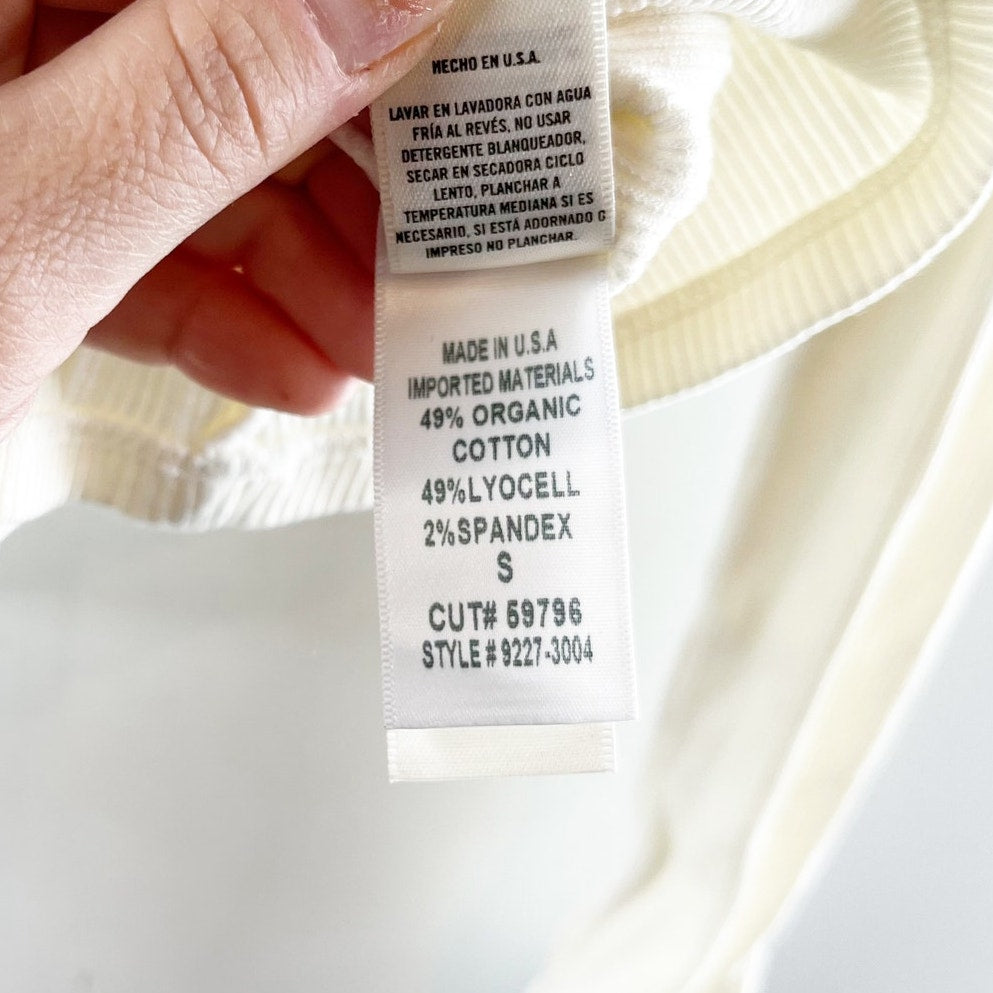 HECHO EN U.S.A.
LAVAR EN LAVADORA CON AGUA
FRÍA AL REVÉS, NO USAR
DETERGENTE BLANQUEADOR,
SECAR EN SECADORA CICLO
LENTO, PLANCHAR A
TEMPERATURA MEDIANA SI ES
NECESARIO, SI ESTÁ ADORNADO O
IMPRESO NO PLANCHAR.
MADE IN U.S.A
IMPORTED MATERIALS
49% ORGANIC
COTTON
49%LYOCELL
2%SPANDEX
S
CUT# 59796
STYLE # 9227-3004